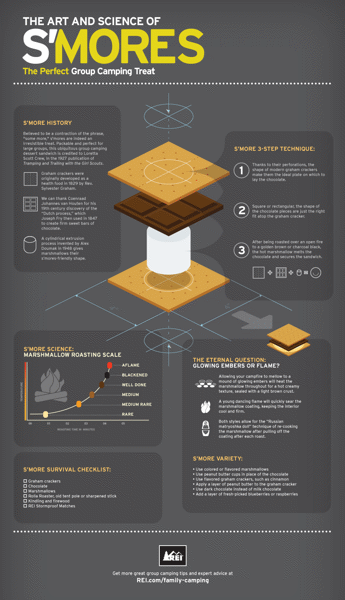 THE ART AND SCIENCE OF
S'MORES
The Perfect Group Camping Treat
S'MORE HISTORY
Believed to be a contraction of the phrase,
"some more," s'mores are indeed an
irresistible treat. Packable and perfect for
large groups, this ubiquitous group camping
dessert sandwich is credited to Loretta
Scott Crew, in the 1927 publication of
Tramping and Trailing with the Girl Scouts.
Graham crackers were
originally developed as a
health food in 1829 by Rev.
Sylvester Graham.
We can thank Coenraad
Johannes van Houten for his
19th century discovery of the
"Dutch process," which
Joseph Fry then used in 1847
to create firm sweet bars of
chocolate.
A cylindrical extrusion
process invented by Alex
Doumak in 1948 gives
marshmallows their
s'mores-friendly shape.
S'MORE 3-STEP TECHNIQUE:
1
Thanks to their perforations, the
shape of modern graham crackers
make them the ideal plate on which to
lay the chocolate.
2
Square or rectangular, the shape of
the chocolate pieces are just the right
fit atop the graham cracker.
3
After being roasted over an open fire
to a golden brown or charcoal black,
the hot marshmallow melts the
chocolate and secures the sandwich.
S'MORE SCIENCE:
MARSHMALLOW ROASTING SCALE
AFLAME
BLACKENED
WELL DONE
MEDIUM
MEDIUM RARE
RARE
THE ETERNAL QUESTION:
GLOWING EMBERS OR FLAME?
Allowing your campfire to mellow to a
mound of glowing embers will heat the
marshmallow throughout for a hot creamy
texture, sealed with a light brown crust.
A young dancing flame will quickly sear the
marshmallow coating, keeping the interior
cool and firm.
Both styles allow for the "Russian
matryoshka doll" technique of re-cooking
the marshmallow after pulling off the
coating after each roast.
S'MORE SURVIVAL CHECKLIST:
Graham crackers
Chocolate
Marshmallows
Rolla Roaster, old tent pole or sharpened stick
Kindling and firewood
REI Stormproof Matches
S'MORE VARIETY:
• Use colored or flavored marshmallows
• Use peanut butter cups in place of the chocolate
• Use flavored graham crackers, such as cinnamon
• Apply a layer of peanut butter to the graham cracker
• Use dark chocolate instead of milk chocolate
• Add a layer of fresh picked blueberries or raspberries
REI
Get more great group camping tips and expert advice at
REI.com/family-camping